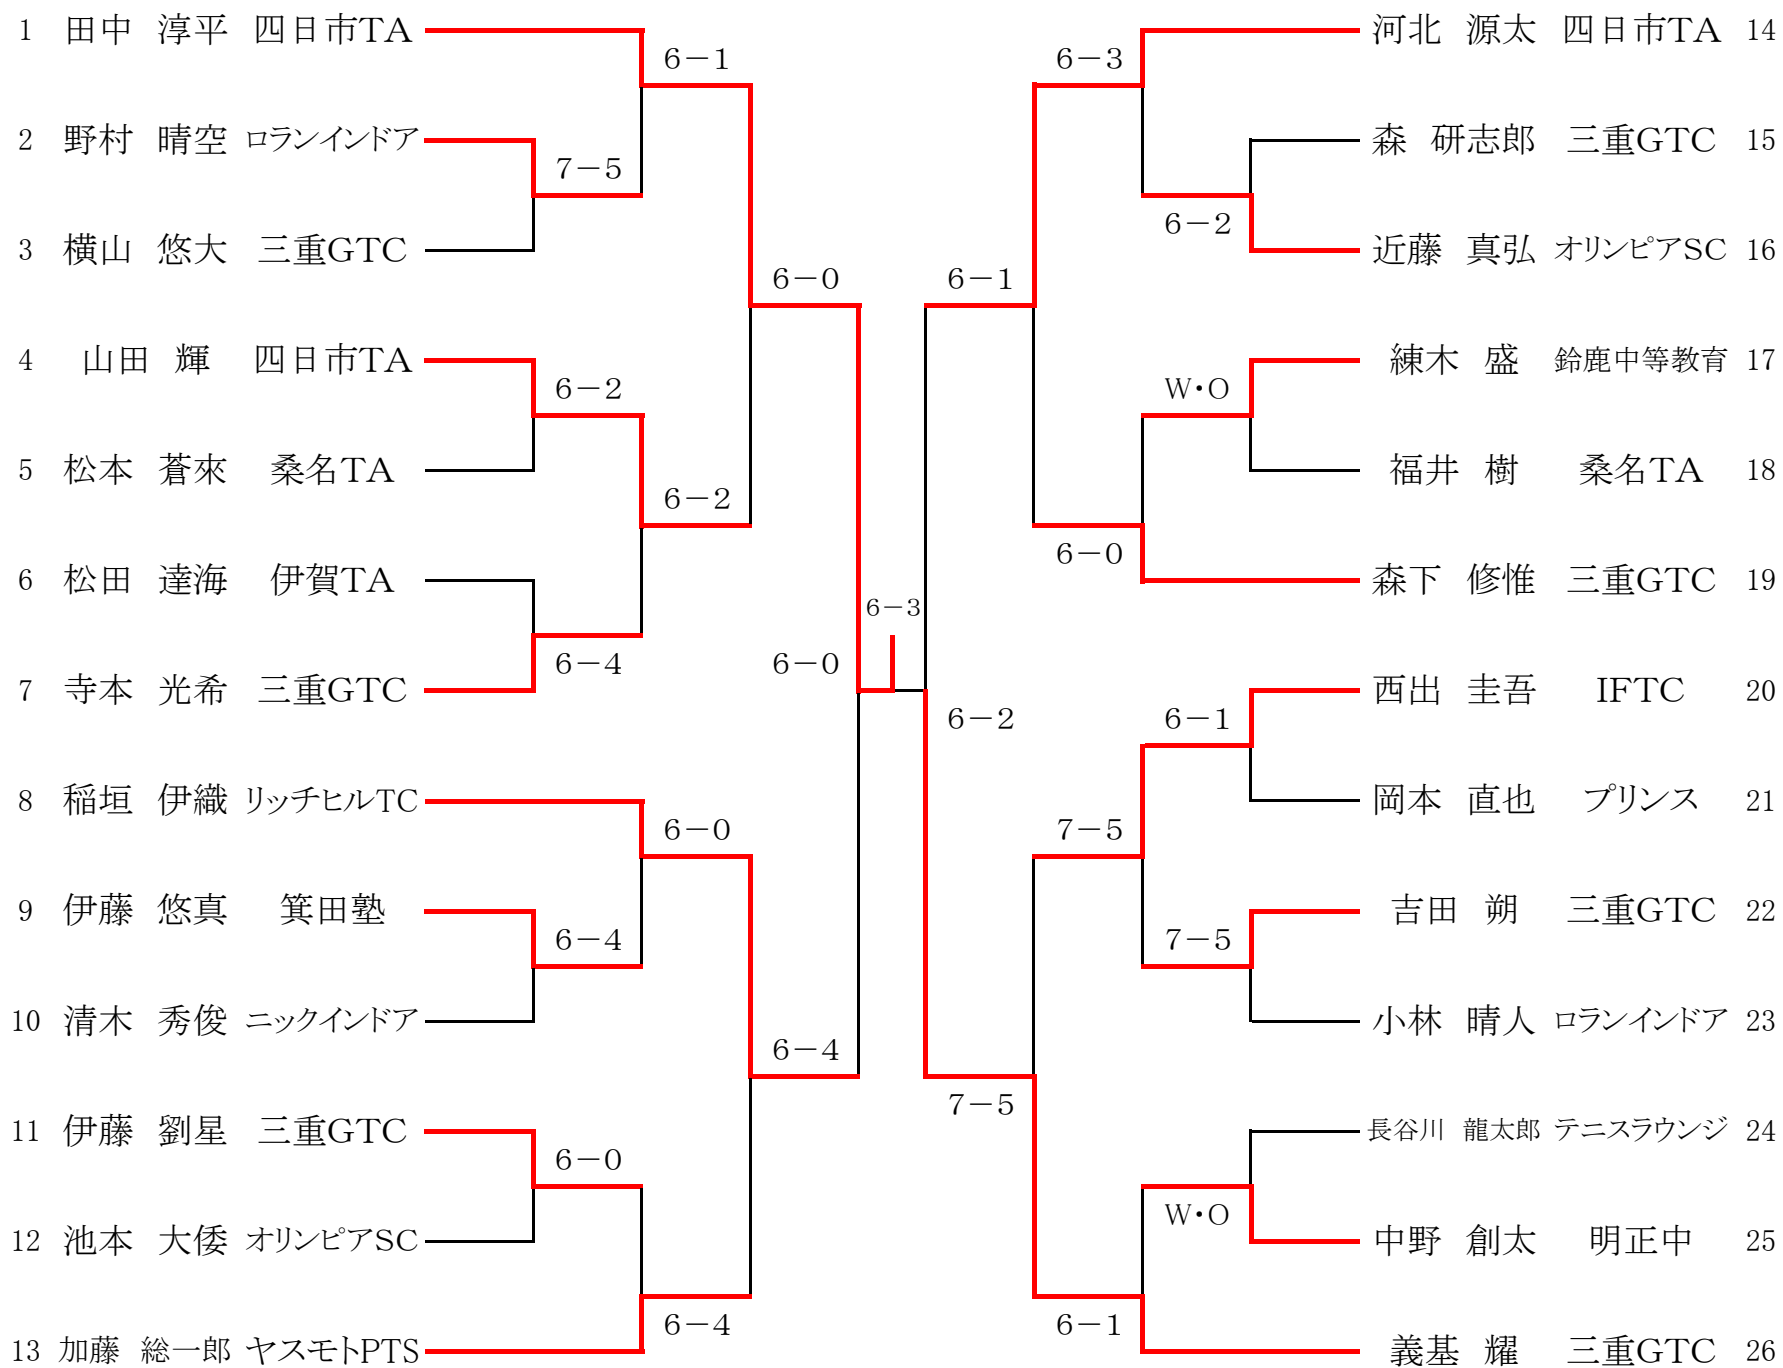 1 田中 淳平 四日市TA
6-1
2 野村 晴空 ロランインドア
7-5
3 横山 悠大 三重GTC
6-0
4 山田 輝 四日市TA
6-2
5 松本 蒼來 桑名TA
6-2
6 松田 達海 伊賀TA
6-4
7 寺本 光希 三重GTC
6-0
8 稲垣 伊織 リッチヒルTC
6-0
9 伊藤 悠真 箕田塾
6-4
10 清木 秀俊 ニックインドア
6-4
11 伊藤 劉星 三重GTC
6-0
12 池本 大倭 オリンピアSC
6-4
13 加藤 総一郎 ヤスモトPTS
6-3
河北 源太 四日市TA 14
6-3
森 研志郎 三重GTC 15
6-2
近藤 真弘 オリンピアSC 16
6-1
練木 盛 鈴鹿中等教育 17
W・O
福井 樹 桑名TA 18
6-0
森下 修惟 三重GTC 19
6-2
西出 圭吾 IFTC 20
6-1
岡本 直也 プリンス 21
7-5
吉田 朔 三重GTC 22
7-5
小林 晴人 ロランインドア 23
7-5
長谷川 龍太郎 テニスラウンジ 24
W・O
中野 創太 明正中 25
6-1
義基 耀 三重GTC 26